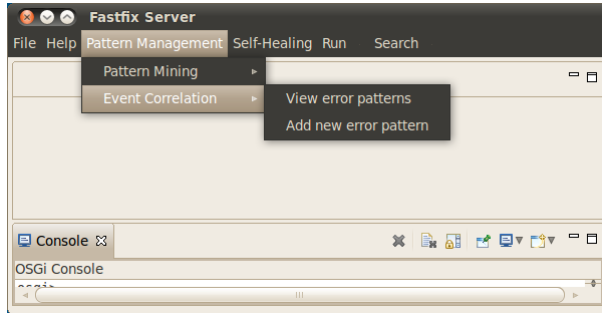 Fastfix Server
File Help Pattern Management Self-Healing Run Search
Pattern Mining
Event Correlation
View error patterns
Add new error pattern
Console
OSGi Console
osgi>